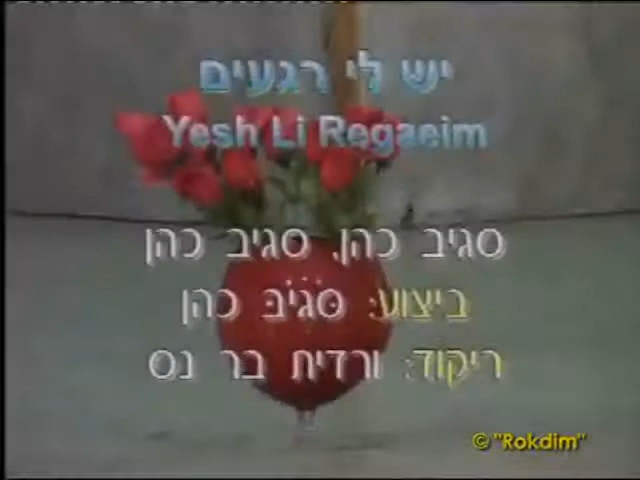 יש לי רגעים
Yesh Li Regaeim
סגיב כהן, סגיב כהן
ביצוע: סגיב כהן
ריקוד: ורדית בר נס
© "Rokdim"